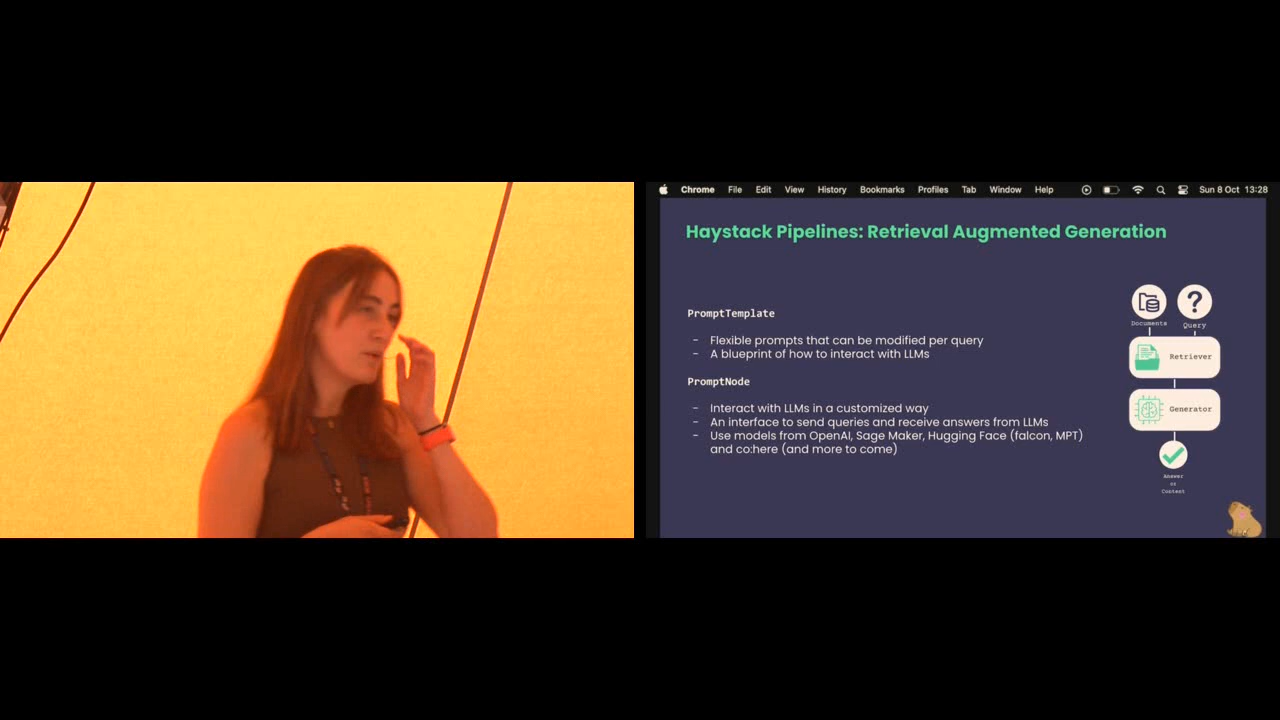 Chrome File Edit View History Bookmarks Profiles Tab Window Help Sun 8 Oct 13:28
Haystack Pipelines: Retrieval Augmented Generation
PromptTemplate
- Flexible prompts that can be modified per query
- A blueprint of how to interact with LLMs
PromptNode
- Interact with LLMs in a customized way
- An interface to send queries and receive answers from LLMs
- Use models from OpenAI, Sage Maker, Hugging Face (falcon, MPT)
and co:here (and more to come)
Documents
Query
?
Retriever
Generator
Answer
or
Context